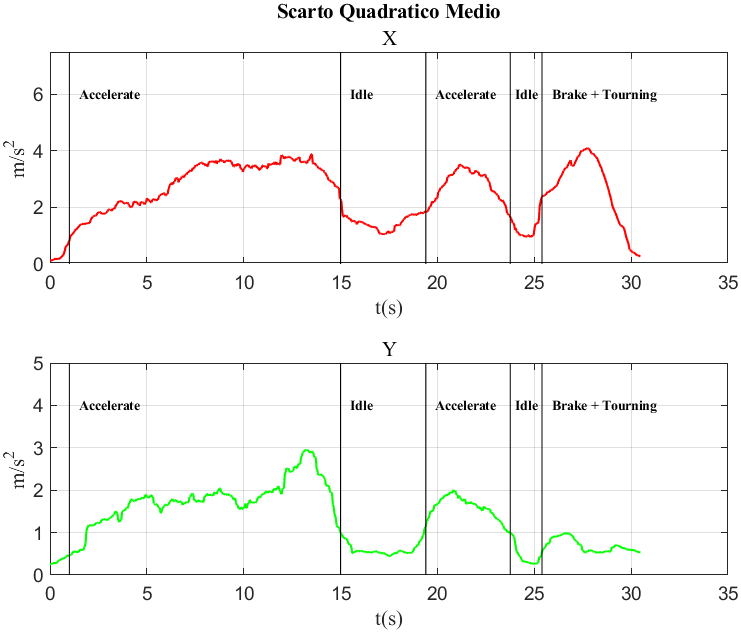 Scarto Quadratico Medio
X
6
4
2
0
m/s²
Accelerate
Idle
Accelerate
Idle
Brake + Tourning
0 5 10 15 20 25 30 35
t(s)
Y
5
4
3
2
1
0
m/s²
Accelerate
Idle
Accelerate
Idle
Brake + Tourning
0 5 10 15 20 25 30 35
t(s)